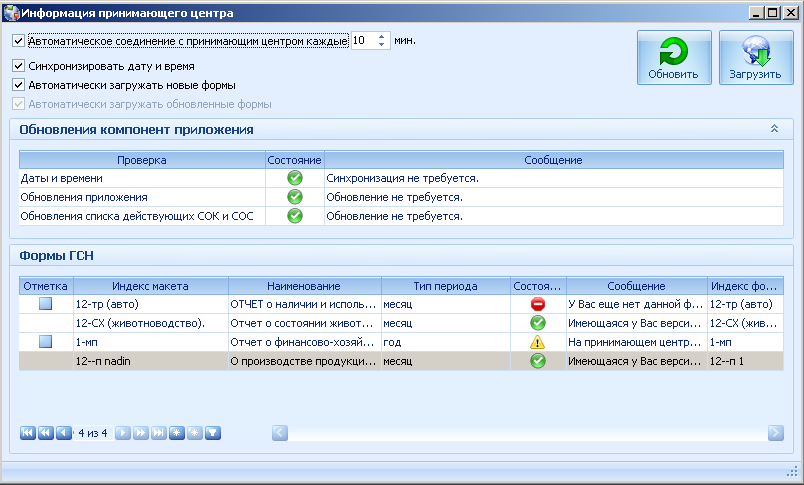 Информация принимающего центра
Автоматическое соединение с принимающим центром каждые 10 мин.
Синхронизировать дату и время
Автоматически загружать новые формы
Автоматически загружать обновленные формы
Обновить
Загрузить
Обновления компонент приложения
Проверка Состояние Сообщение
Даты и времени Синхронизация не требуется.
Обновления приложения Обновление не требуется.
Обновления списка действующих СОК и СОС Обновление не требуется.
Формы ГСН
Отметка Индекс макета Наименование Тип периода Состоя... Сообщение Индекс фо...
12-тр (авто) ОТЧЕТ о наличии и исполь... месяц У Вас еще нет данной ф... 12-тр (авто)
12-СХ (животноводство). Отчет о состоянии живот... месяц Имеющаяся у Вас верси... 12-СХ (жив...
1-мп Отчет о финансово-хозяй... год На принимающем центр... 1-мп
12--п nadin О производстве продукци... месяц Имеющаяся у Вас верси... 12--п 1
4 из 4